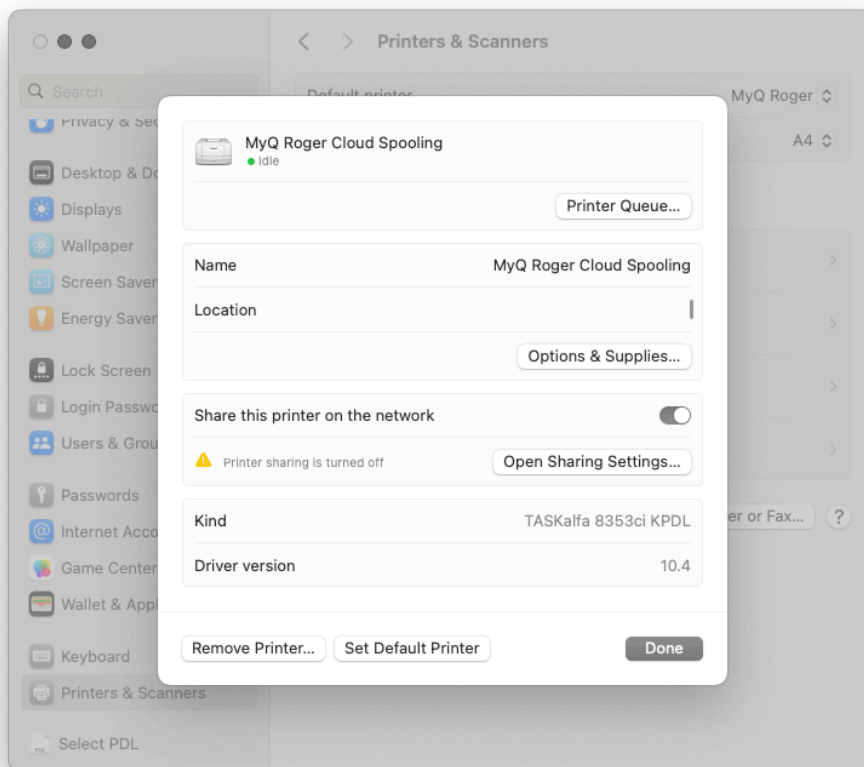 Printers & Scanners
Search
Default printer
MyQ Roger
A4
Privacy & Sec
Desktop & Do
Displays
Wallpaper
Screen Saver
Energy Saver
Lock Screen
Login Passwo
Users & Grou
Passwords
Internet Acco
Game Center
Wallet & Appl
Keyboard
Printers & Scanners
Select PDL
er or Fax...
?
MyQ Roger Cloud Spooling
Idle
Printer Queue...
Name MyQ Roger Cloud Spooling
Location
Options & Supplies...
Share this printer on the network
Printer sharing is turned off
Open Sharing Settings...
Kind TASKalfa 8353ci KPDL
Driver version 10.4
Remove Printer...
Set Default Printer
Done